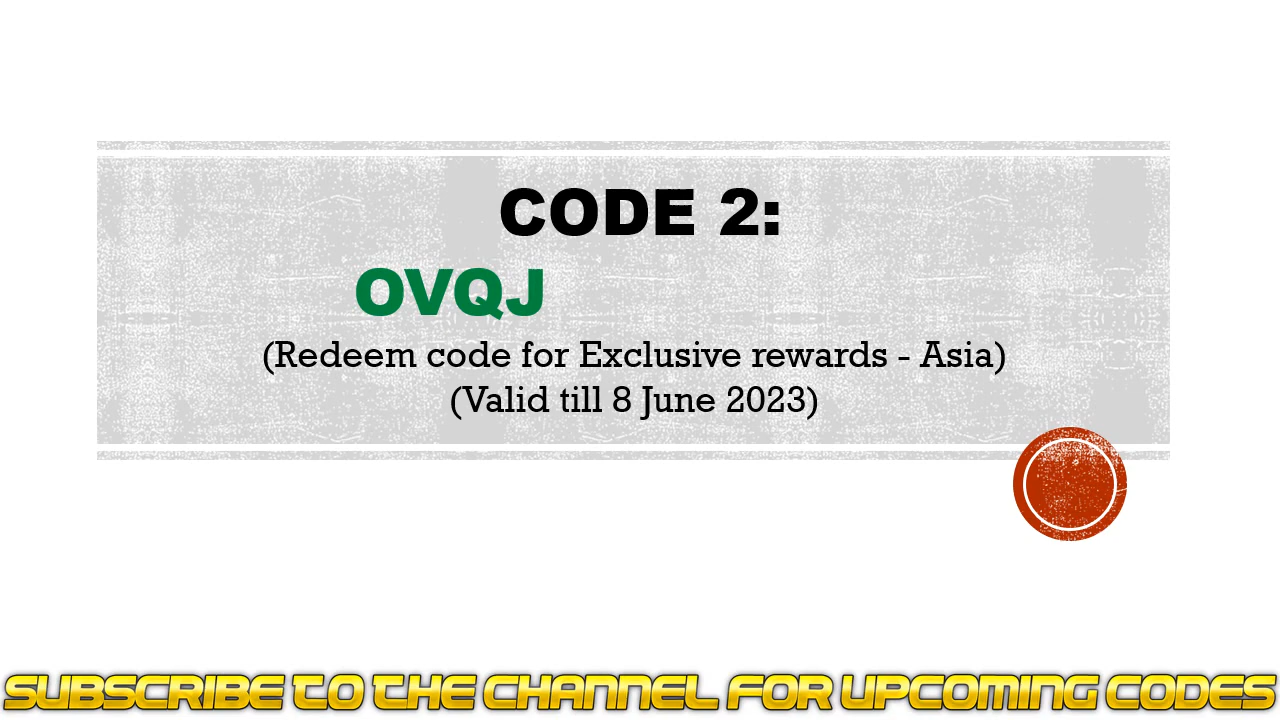 CODE 2:
OVQJ
(Redeem code for Exclusive rewards - Asia)
(Valid till 8 June 2023)
SUBSCRIBE TO THE CHANNEL FOR UPCOMING CODES